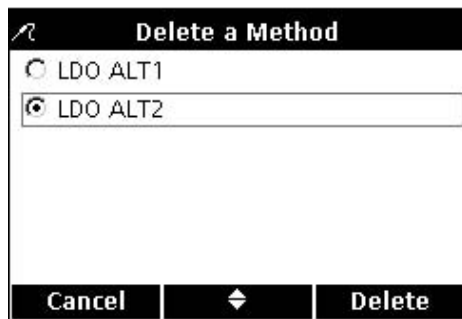 Delete a Method
LDO ALT1
LDO ALT2
Cancel Delete